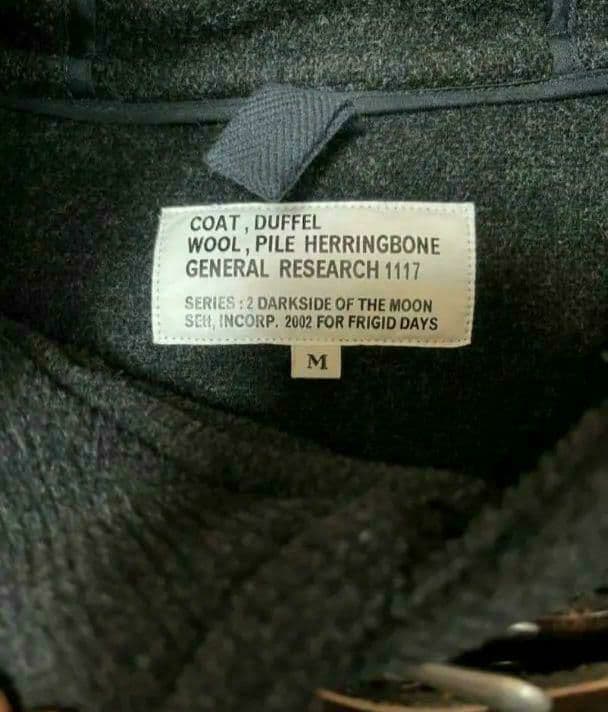 COAT, DUFFEL
WOOL, PILE HERRINGBONE
GENERAL RESEARCH 1117
SERIES : 2 DARKSIDE OF THE MOON
INCORP. 2002 FOR FRIGID DAYS
M